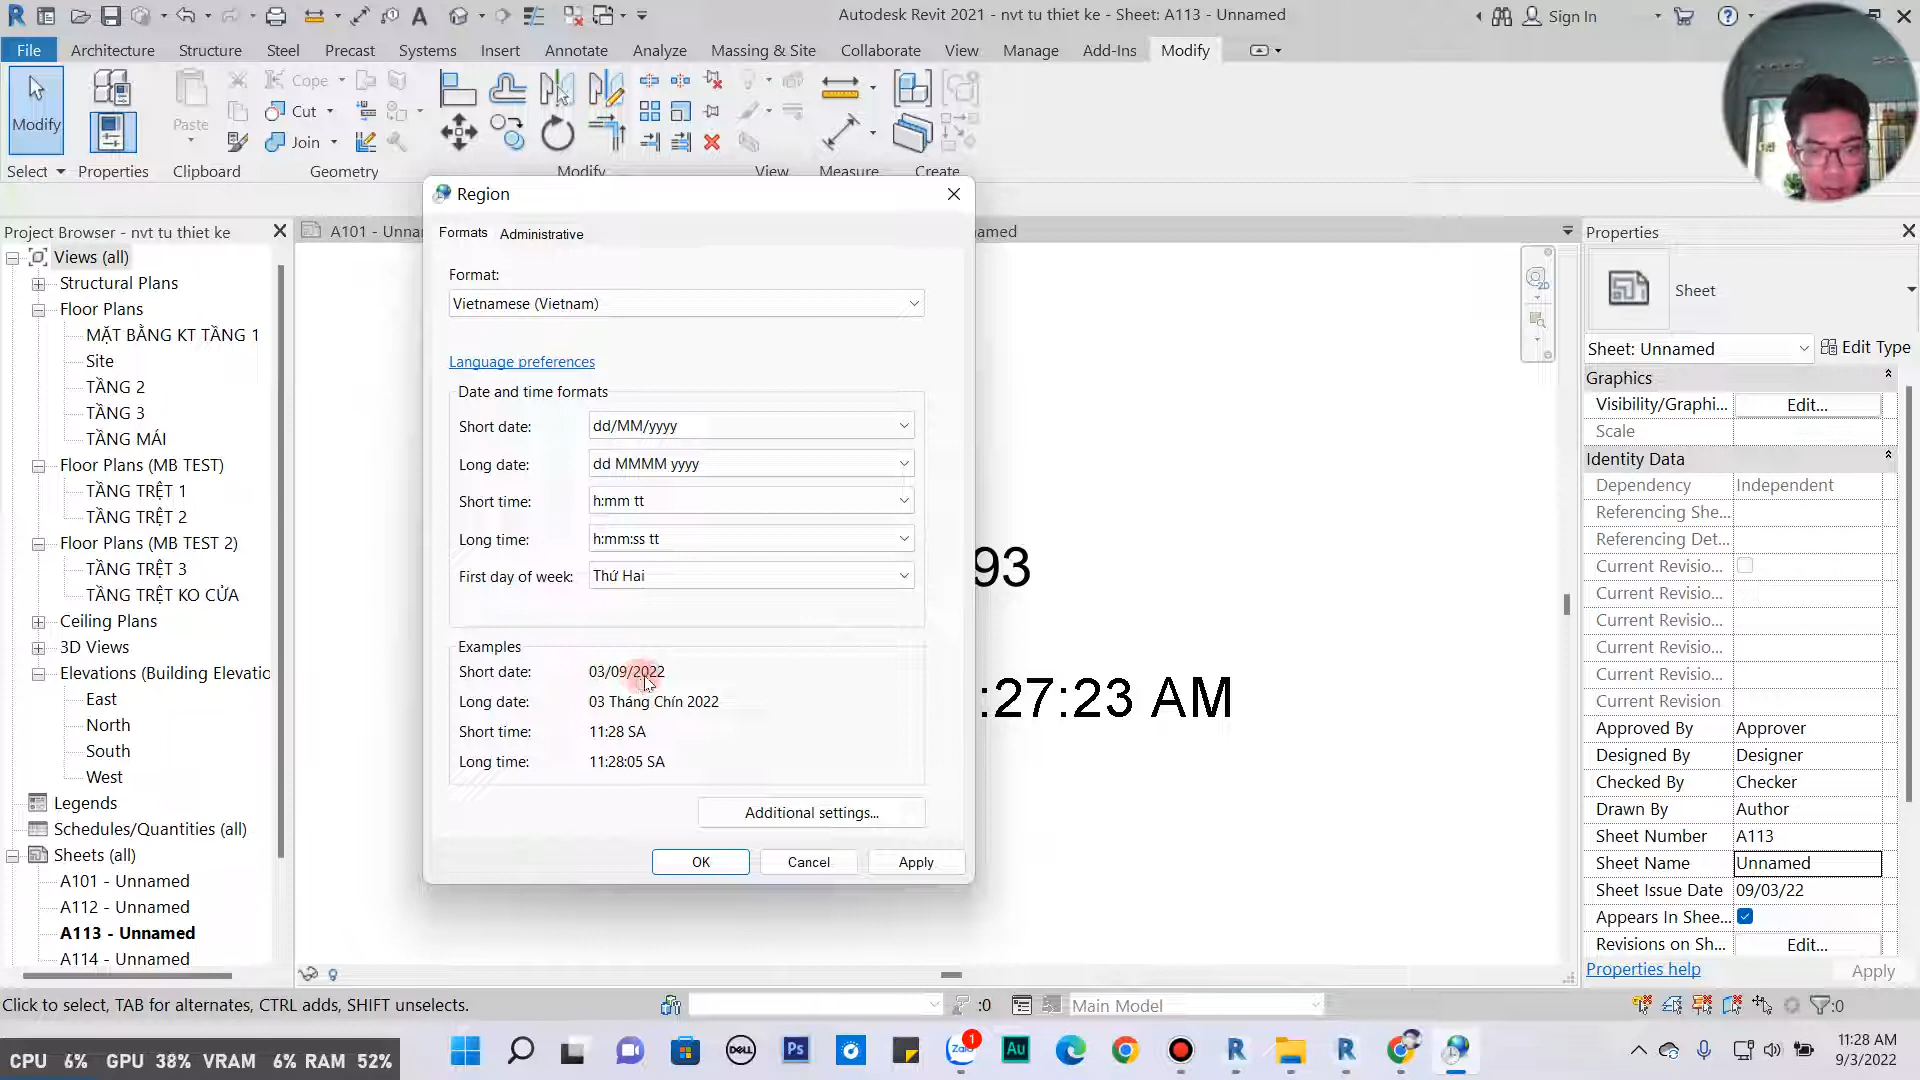 Autodesk Revit 2021 - nvt tu thiet ke - Sheet: A113 - Unnamed
Sign In
File Architecture Structure Steel Precast Systems Insert Annotate Analyze Massing & Site Collaborate View Manage Add-Ins Modify
Modify
Paste
Cope
Cut
Join
Select Properties Clipboard Geometry Modify View Measure Create
Project Browser - nvt tu thiet ke
Views (all)
Structural Plans
Floor Plans
MẶT BẰNG KT TẦNG 1
Site
TẦNG 2
TẦNG 3
TẦNG MÁI
Floor Plans (MB TEST)
TẦNG TRỆT 1
TẦNG TRỆT 2
Floor Plans (MB TEST 2)
TẦNG TRỆT 3
TẦNG TRỆT KO CỬA
Ceiling Plans
3D Views
Elevations (Building Elevatio
East
North
South
West
Legends
Schedules/Quantities (all)
Sheets (all)
A101 - Unnamed
A112 - Unnamed
A113 - Unnamed
A114 - Unnamed
A101 - Unna
named
Region
Formats Administrative
Format:
Vietnamese (Vietnam)
Language preferences
Date and time formats
Short date: dd/MM/yyyy
Long date: dd MMMM yyyy
Short time: h:mm tt
Long time: h:mm:ss tt
First day of week: Thứ Hai
Examples
Short date: 03/09/2022
Long date: 03 Tháng Chín 2022
Short time: 11:28 SA
Long time: 11:28:05 SA
Additional settings...
OK Cancel Apply
93
:27:23 AM
2D
Properties
Sheet
Sheet: Unnamed Edit Type
Graphics
Visibility/Graphi... Edit...
Scale
Identity Data
Dependency Independent
Referencing She...
Referencing Det...
Current Revisio...
Current Revisio...
Current Revisio...
Current Revisio...
Current Revisio...
Current Revision
Approved By Approver
Designed By Designer
Checked By Checker
Drawn By Author
Sheet Number A113
Sheet Name Unnamed
Sheet Issue Date 09/03/22
Appears In Shee...
Revisions on Sh... Edit...
Properties help Apply
Click to select, TAB for alternates, CTRL adds, SHIFT unselects.
:0
Main Model
:0
CPU 6% GPU 38% VRAM 6% RAM 52%
DELL
Ps
Zalo
1
Au
11:28 AM
9/3/2022